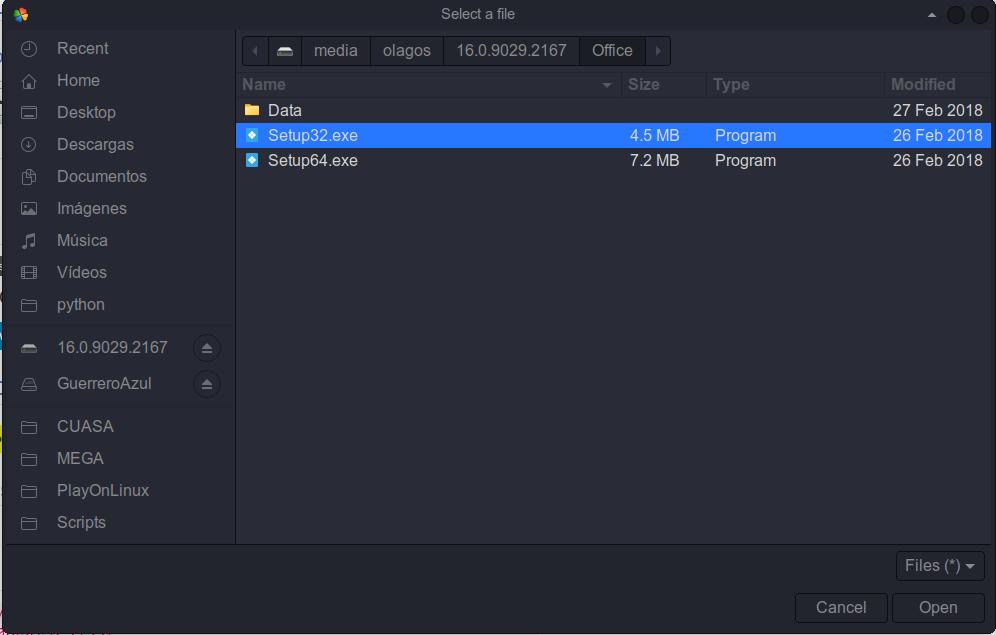 Select a file
Recent
Home
Desktop
Descargas
Documentos
Imágenes
Música
Vídeos
python
16.0.9029.2167
GuerreroAzul
CUASA
MEGA
PlayOnLinux
Scripts
media olagos 16.0.9029.2167 Office
Name Size Type Modified
Data 27 Feb 2018
Setup32.exe 4.5 MB Program 26 Feb 2018
Setup64.exe 7.2 MB Program 26 Feb 2018
Files (*)
Cancel Open